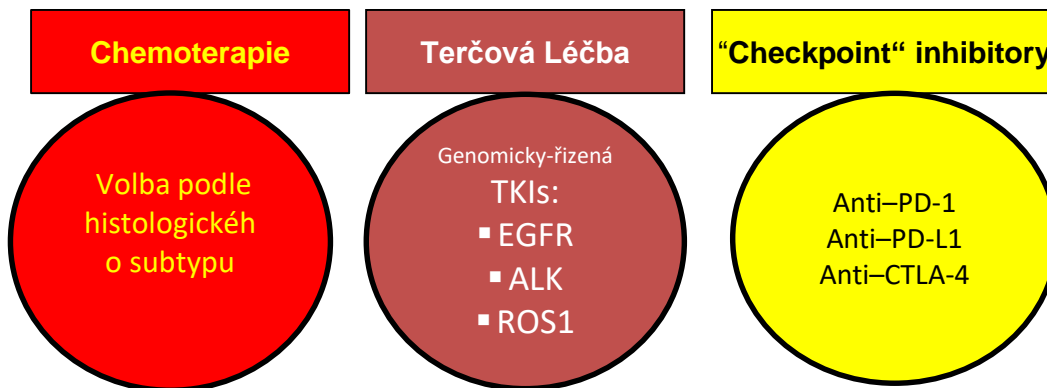 Chemoterapie
Volba podle
histologickéh
o subtypu
Terčová Léčba
Genomicky-řizená
TKIs:
▪ EGFR
▪ ALK
▪ ROS1
“Checkpoint“ inhibitory
Anti–PD-1
Anti–PD-L1
Anti–CTLA-4